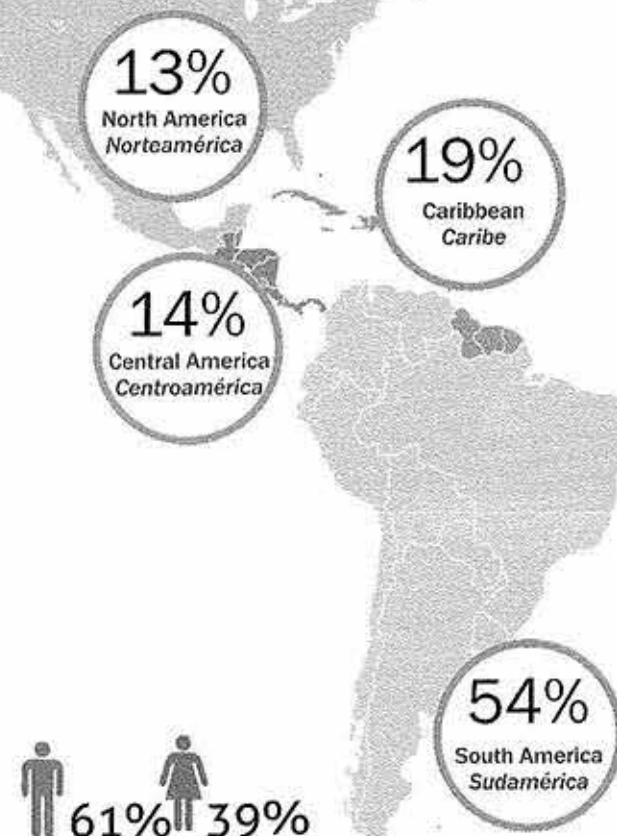 13%
North America
Norteamérica
19%
Caribbean
Caribe
14%
Central America
Centroamérica
54%
South America
Sudamérica
61% 39%